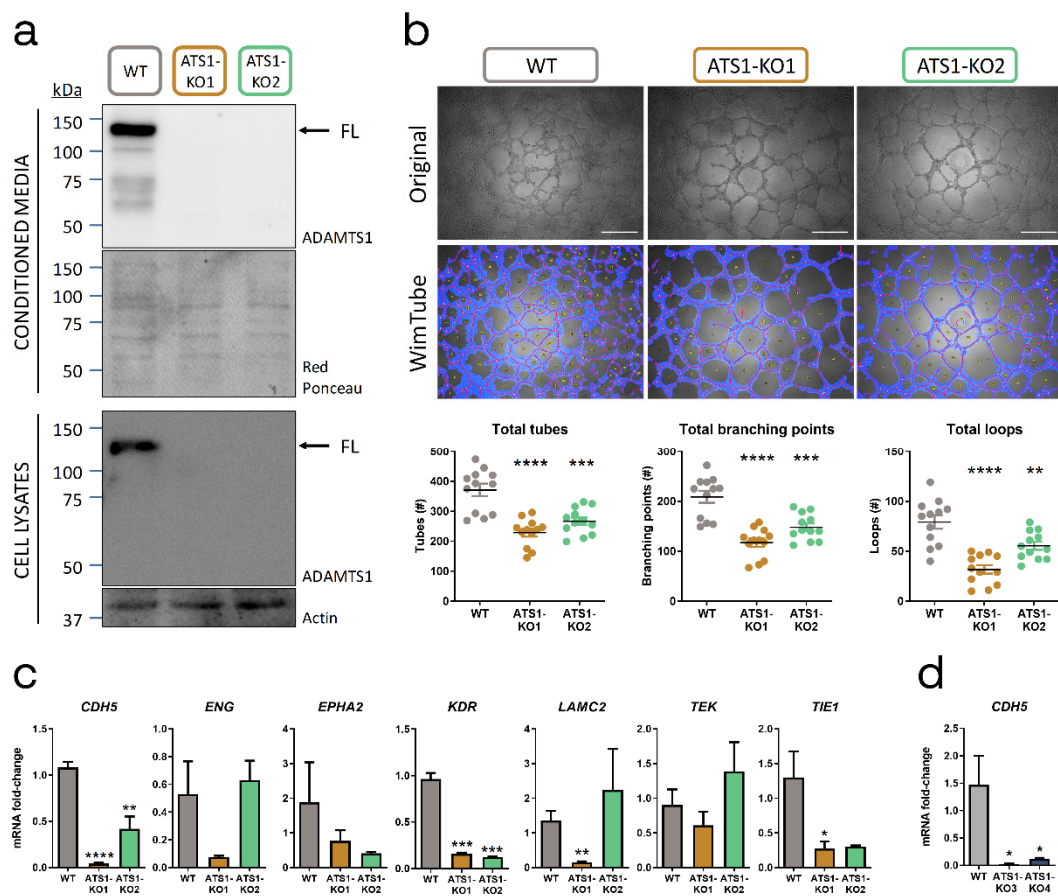 a
WT
ATS1-
KO1
ATS1-
KO2
kDa
150
100
75
50
FL
ADAMTS1
CONDITIONED MEDIA
150
100
75
50
Red
Ponceau
CELL LYSATES
150
100
75
50
FL
ADAMTS1
37
Actin
b
WT
ATS1-KO1
ATS1-KO2
Original
WimTube
Total tubes
Tubes (#)
500
400
300
200
100
0
****
***
WT
ATS1-
KO1
ATS1-
KO2
Total branching points
Branching points (#)
300
200
100
0
****
***
WT
ATS1-
KO1
ATS1-
KO2
Total loops
Loops (#)
150
100
50
0
****
**
WT
ATS1-
KO1
ATS1-
KO2
c
mRNA fold-change
CDH5
1.5
1.0
0.5
0.0
****
**
WT
ATS1-
KO1
ATS1-
KO2
ENG
1.0
0.8
0.6
0.4
0.2
0.0
WT
ATS1-
KO1
ATS1-
KO2
EPHA2
4
3
2
1
0
WT
ATS1-
KO1
ATS1-
KO2
KDR
1.5
1.0
0.5
0.0
***
***
WT
ATS1-
KO1
ATS1-
KO2
LAMC2
4
3
2
1
0
**
WT
ATS1-
KO1
ATS1-
KO2
TEK
2.0
1.5
1.0
0.5
0.0
WT
ATS1-
KO1
ATS1-
KO2
TIE1
2.0
1.5
1.0
0.5
0.0
*
WT
ATS1-
KO1
ATS1-
KO2
d
CDH5
mRNA fold-change
2.5
2.0
1.5
1.0
0.5
0.0
*
*
WT
ATS1-
KO1
ATS1-
KO2